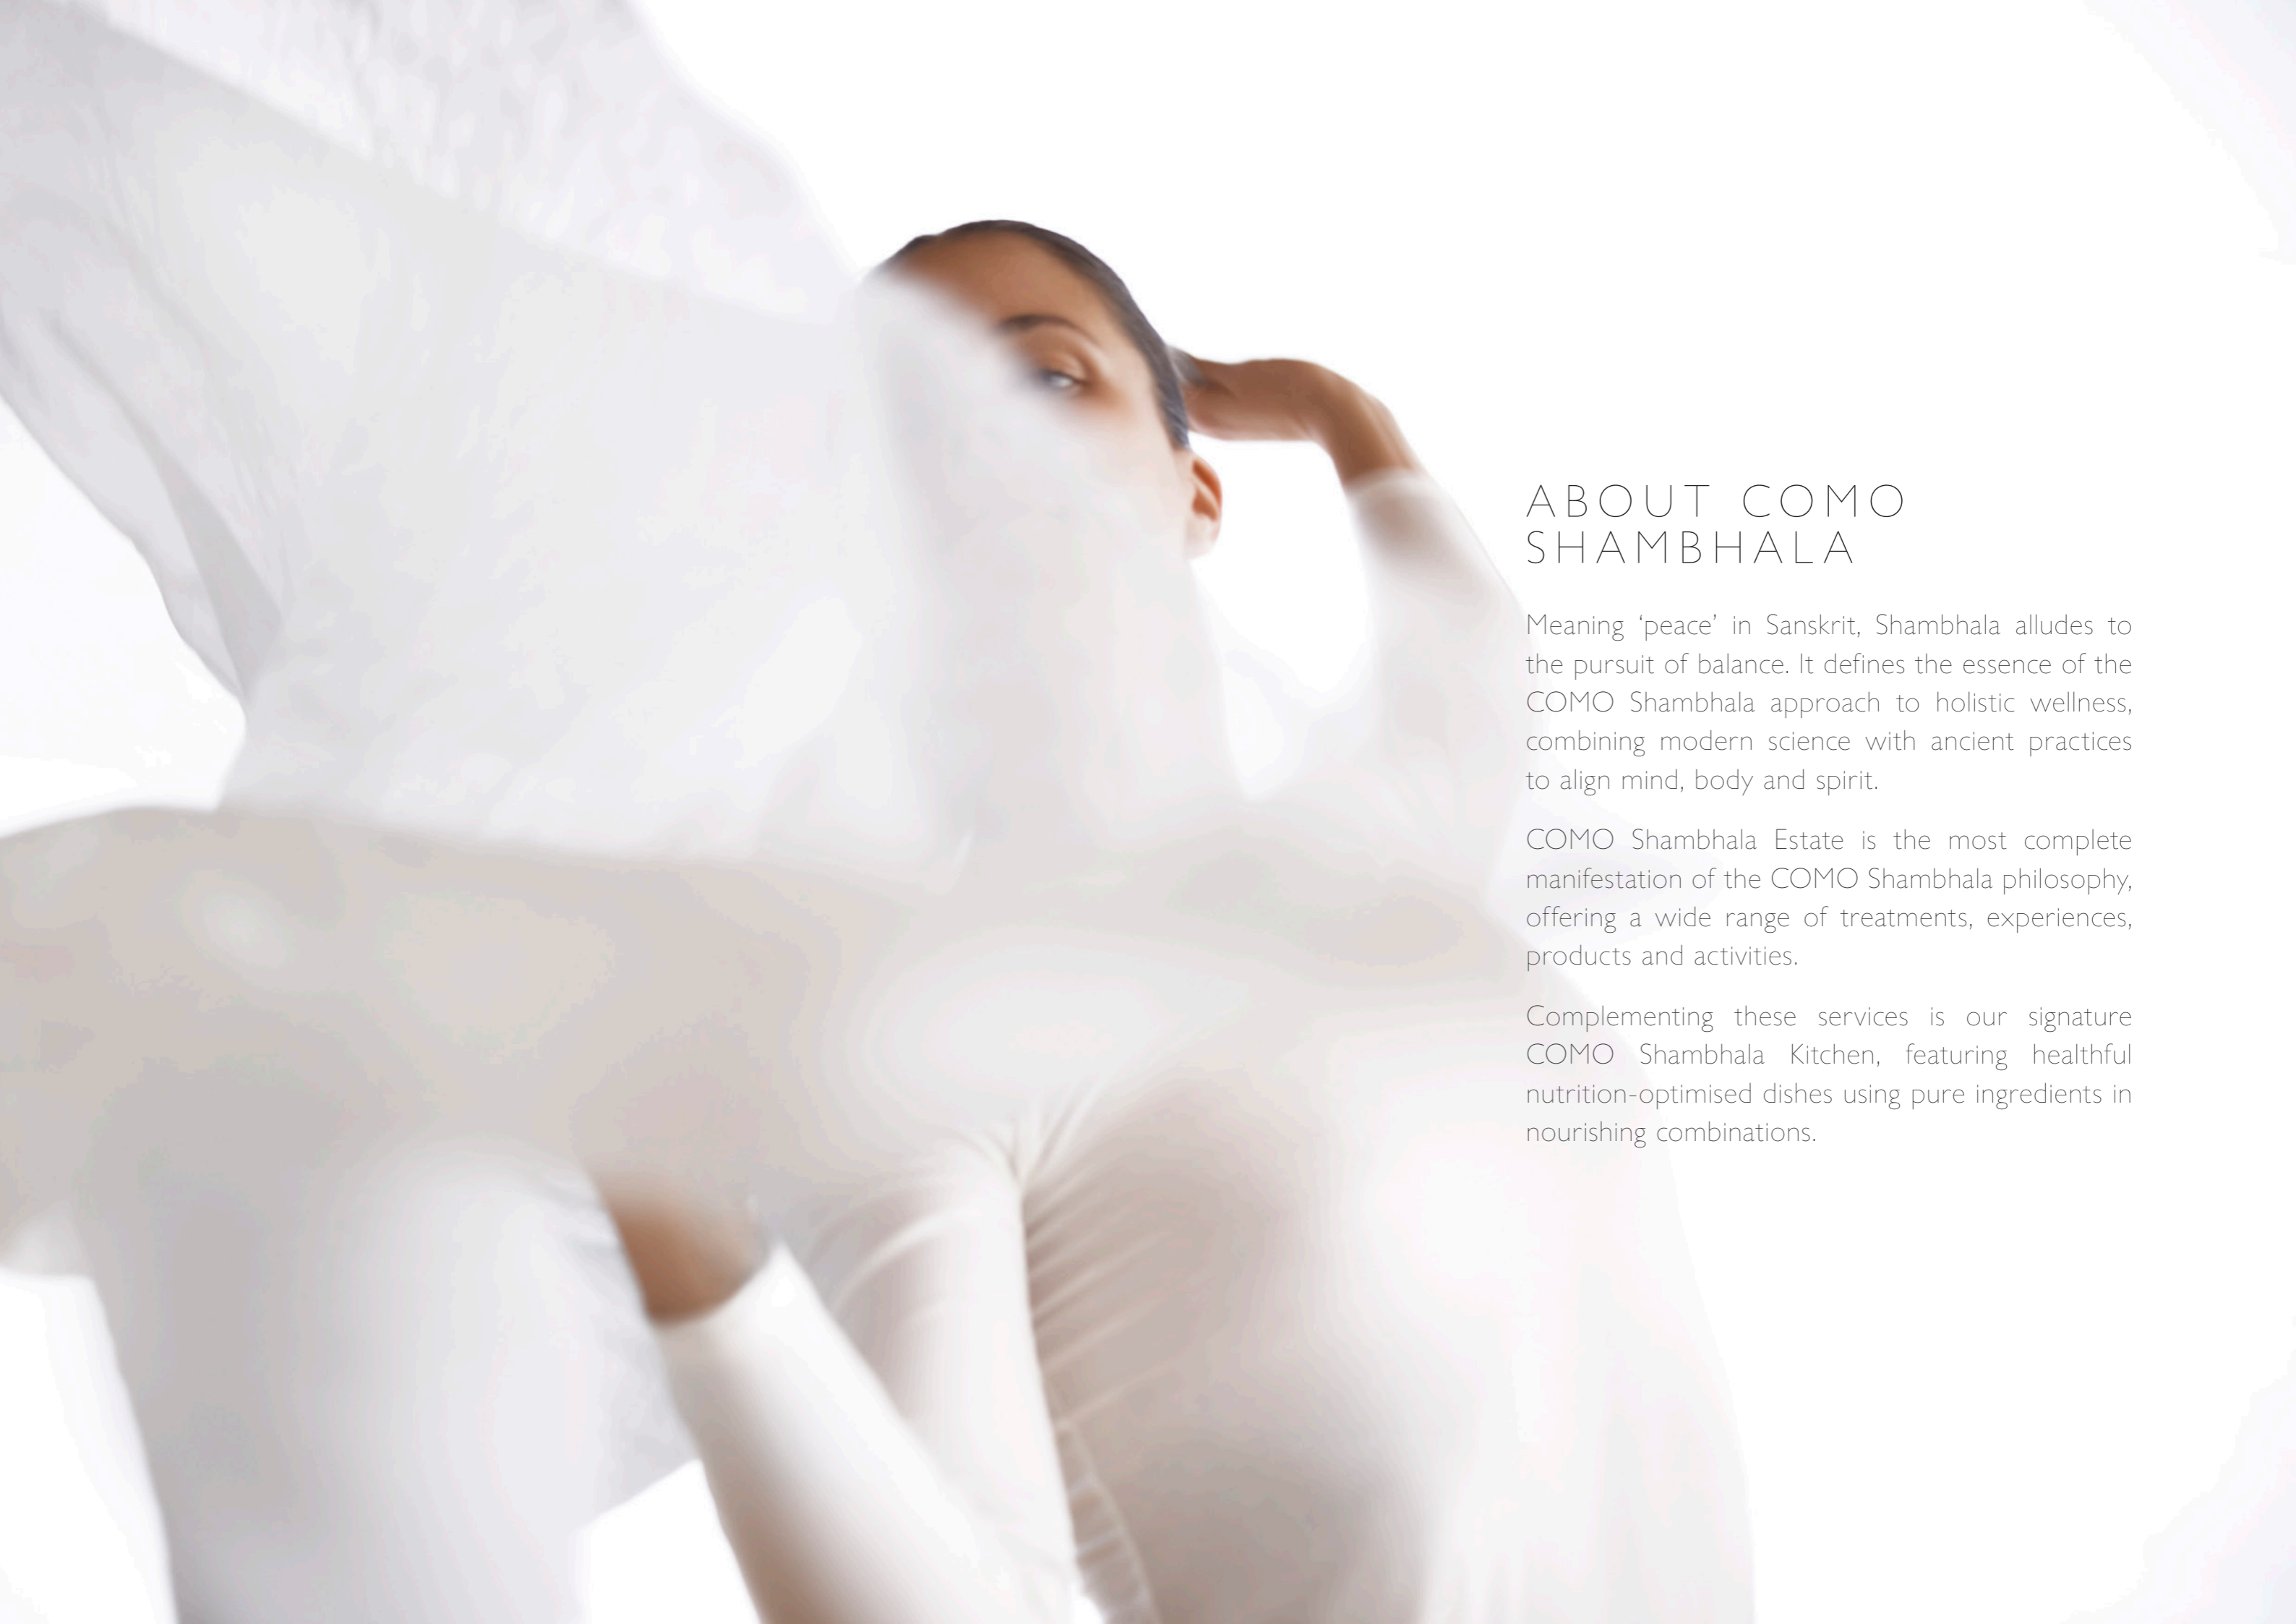 ABOUT COMO
SHAMBHALA
Meaning ‘peace’ in Sanskrit, Shambhala alludes to
the pursuit of balance. It defines the essence of the
COMO Shambhala approach to holistic wellness,
combining modern science with ancient practices
to align mind, body and spirit.
COMO Shambhala Estate is the most complete
manifestation of the COMO Shambhala philosophy,
offering a wide range of treatments, experiences,
products and activities.
Complementing these services is our signature
COMO Shambhala Kitchen, featuring healthful
nutrition-optimised dishes using pure ingredients in
nourishing combinations.